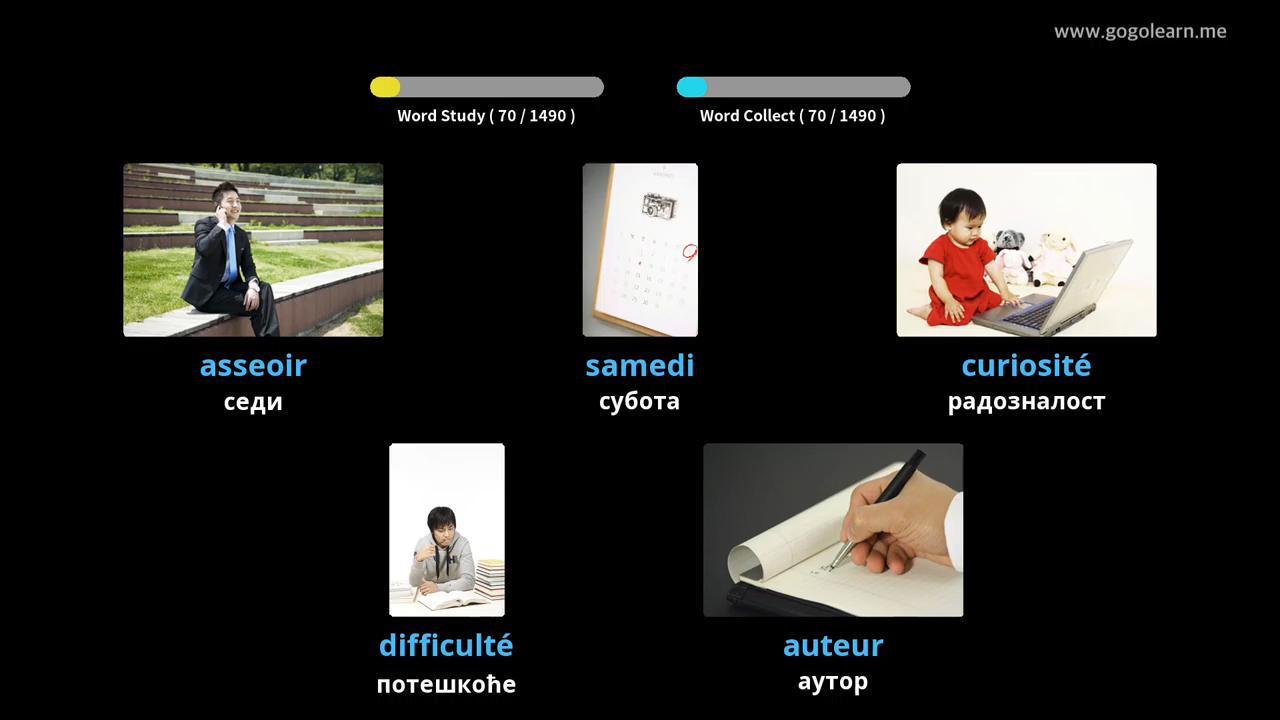 www.gogolearn.me
Word Study ( 70 / 1490 )
Word Collect ( 70 / 1490 )
asseoir
седи
samedi
субота
curiosité
радозналост
difficulté
потешкоће
auteur
аутор